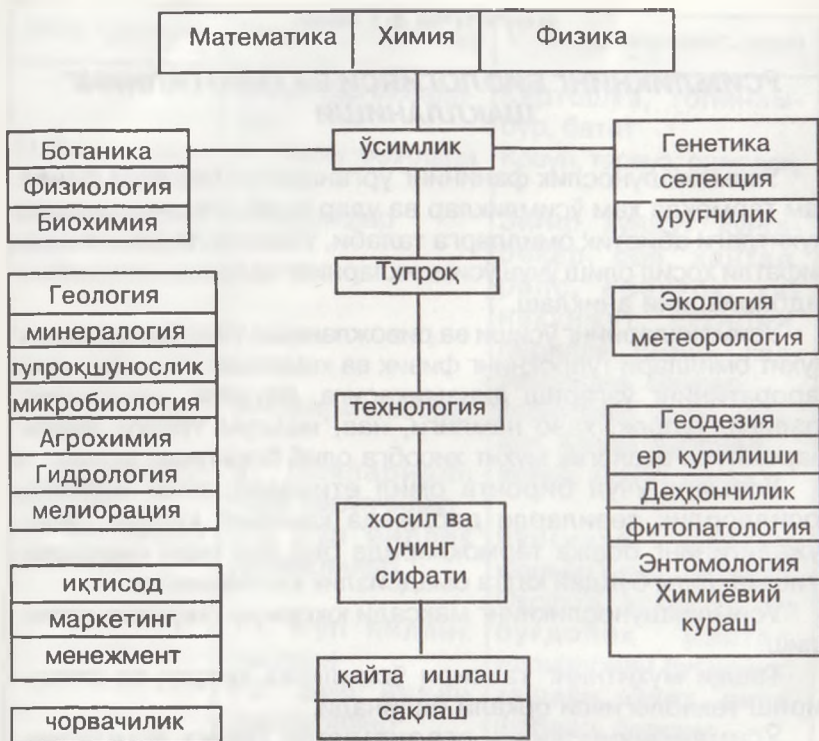 Математика Химия Физика
Ботаника
Физиология
Биохимия
ўсимлик
Генетика
селекция
уруғчилик
Тупроқ
Геология
минералогия
тупроқшунослик
микробиология
Агрохимия
Гидрология
мелиорация
Экология
метеорология
технология
Геодезия
ер қурилиши
Деҳқончилик
Фитопатология
Энтомология
Химиёвий
кураш
хосил ва
унинг
сифати
иқтисод
маркетинг
менежмент
қайта ишлаш
сақлаш
чорвачилик